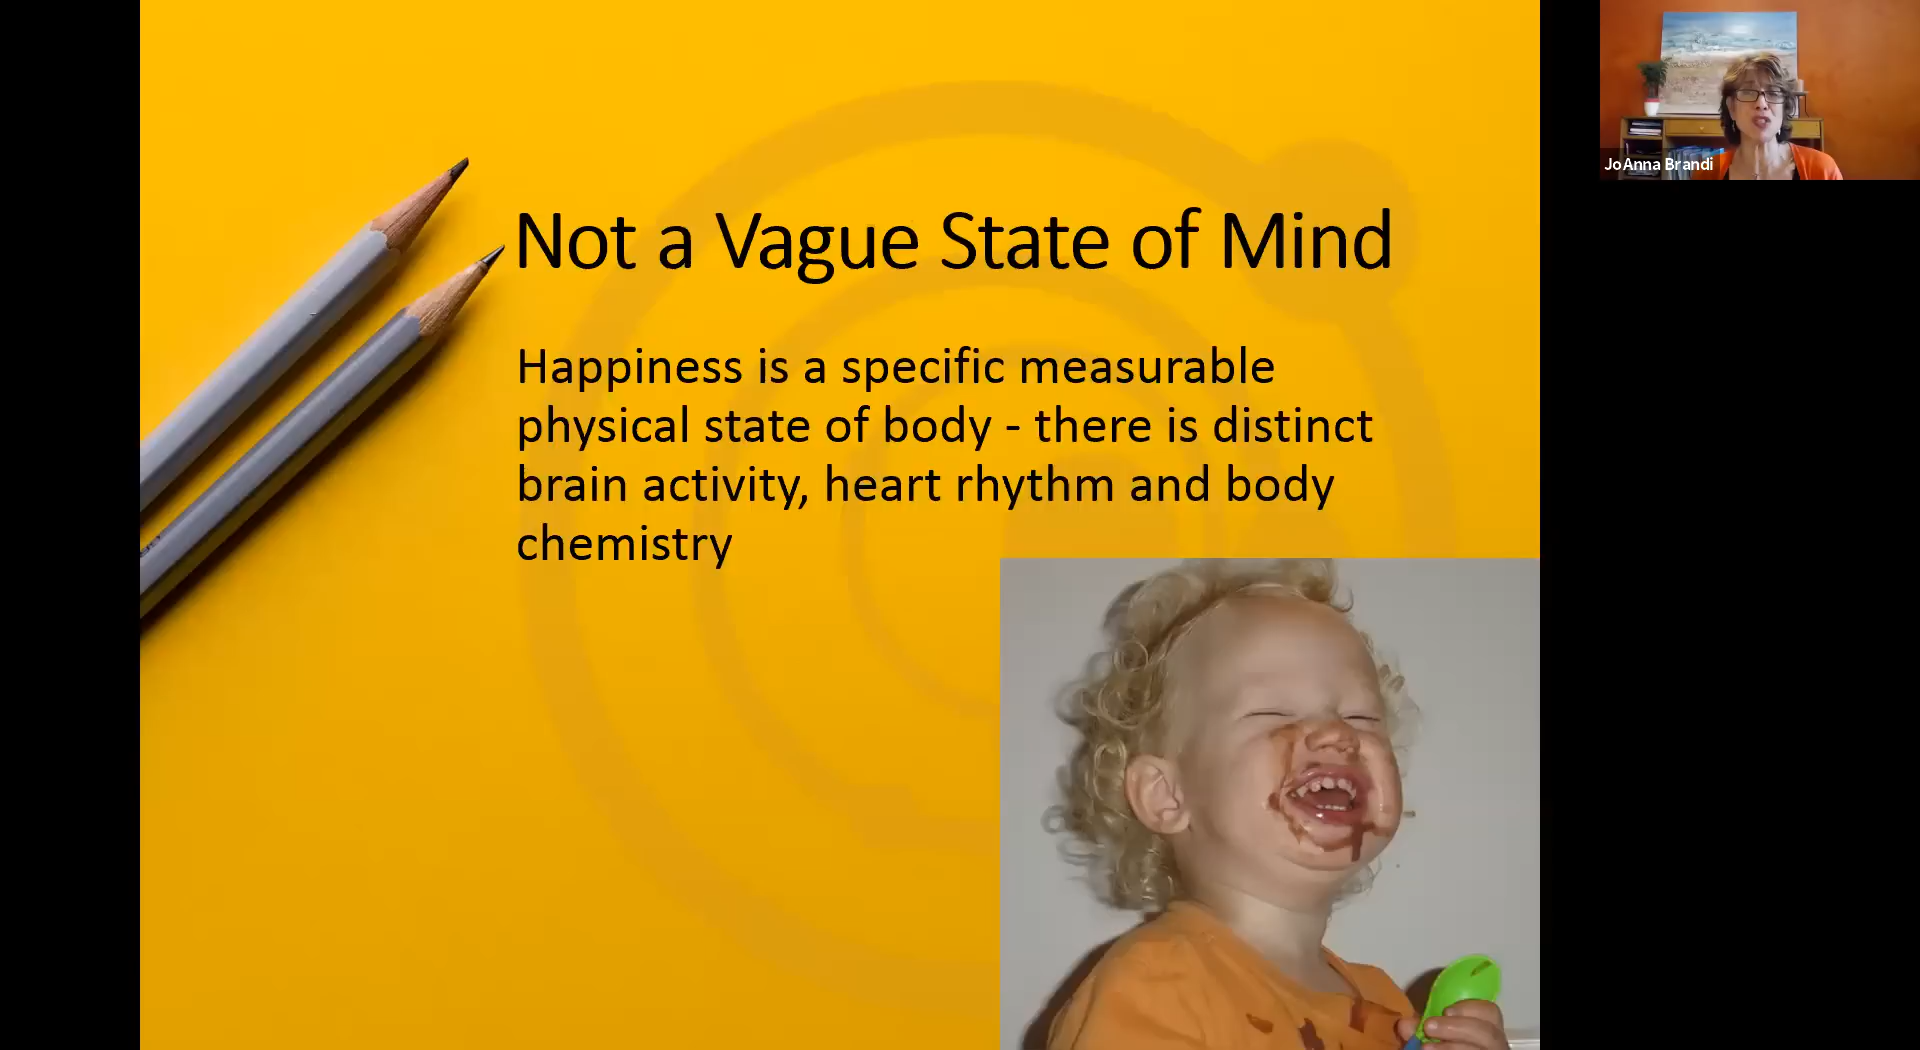 Not a Vague State of Mind
Happiness is a specific measurable
physical state of body - there is distinct
brain activity, heart rhythm and body
chemistry
JoAnna Brandi